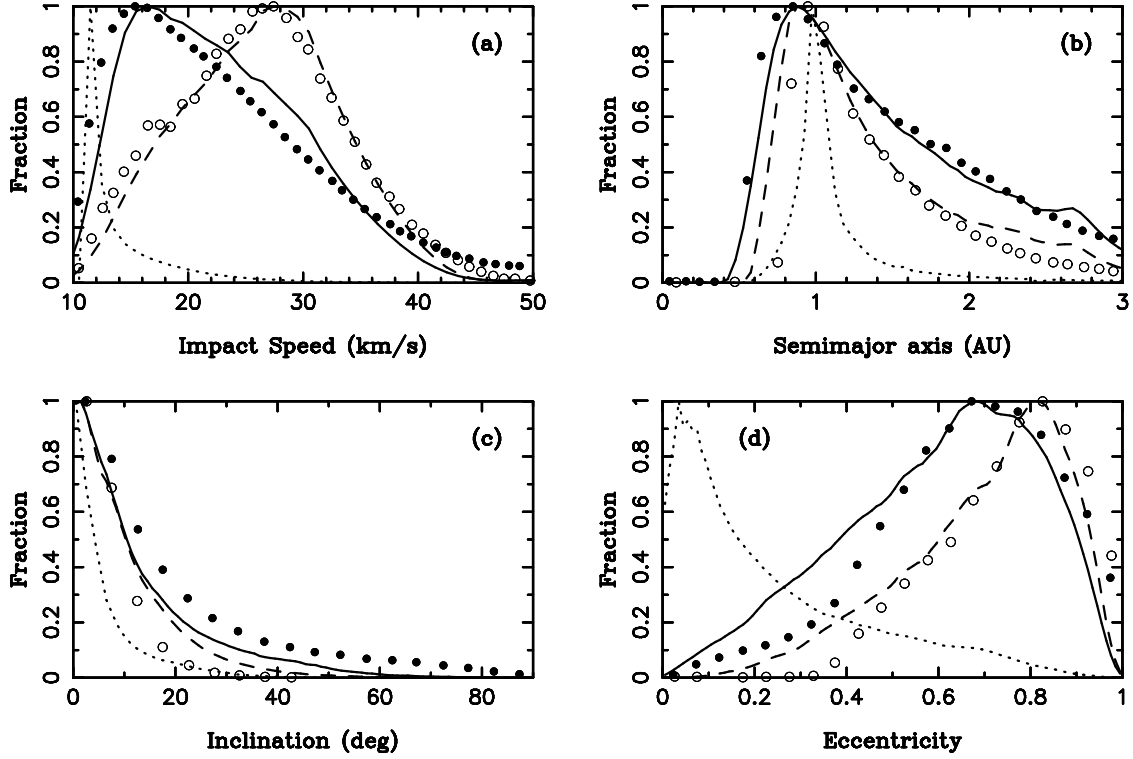 (a)
Fraction
0 0.2 0.4 0.6 0.8 1
10 20 30 40 50
Impact Speed (km/s)
(b)
Fraction
0 0.2 0.4 0.6 0.8 1
0 1 2 3
Semimajor axis (AU)
(c)
Fraction
0 0.2 0.4 0.6 0.8 1
0 20 40 60 80
Inclination (deg)
(d)
Fraction
0 0.2 0.4 0.6 0.8 1
0 0.2 0.4 0.6 0.8 1
Eccentricity